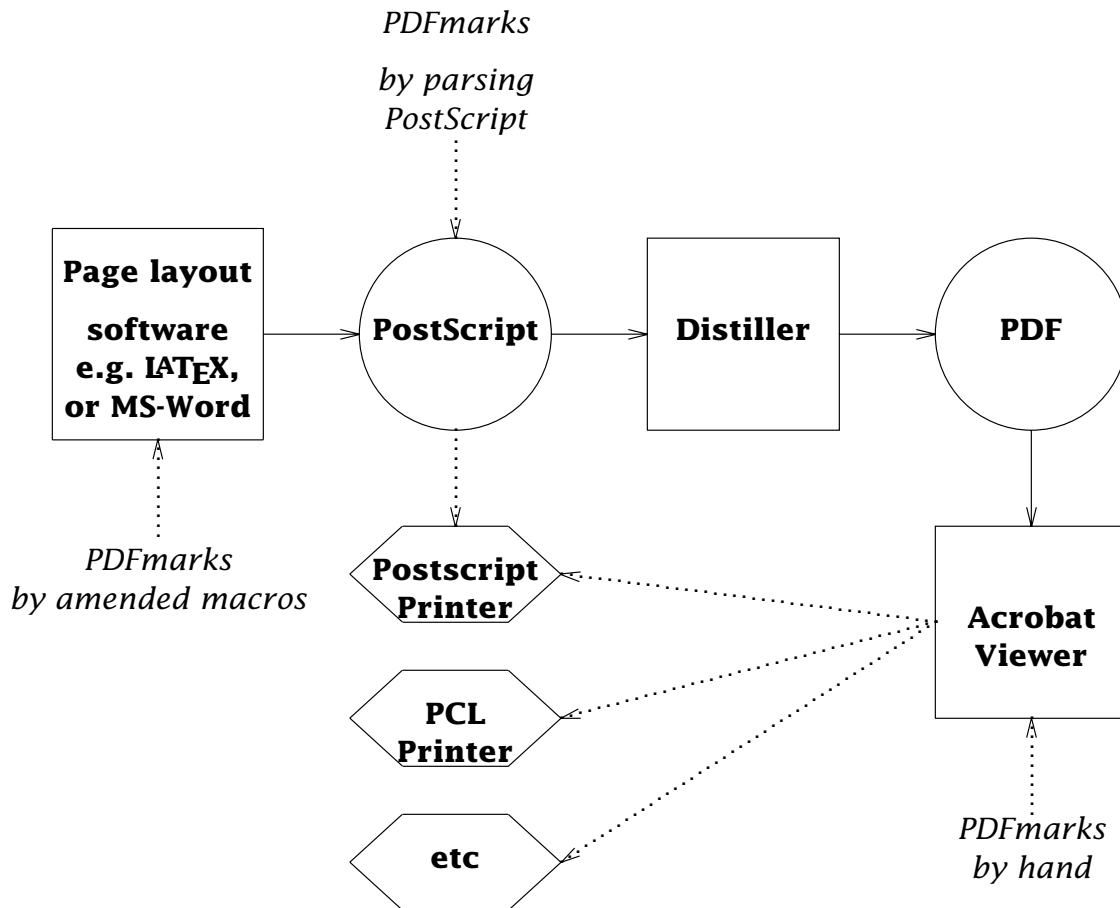 PDFmarks
by parsing
PostScript
Page layout
software
e.g. LATEX,
or MS-Word
PostScript
Distiller
PDF
PDFmarks
by amended macros
Postscript
Printer
Acrobat
Viewer
PCL
Printer
etc
PDFmarks
by hand